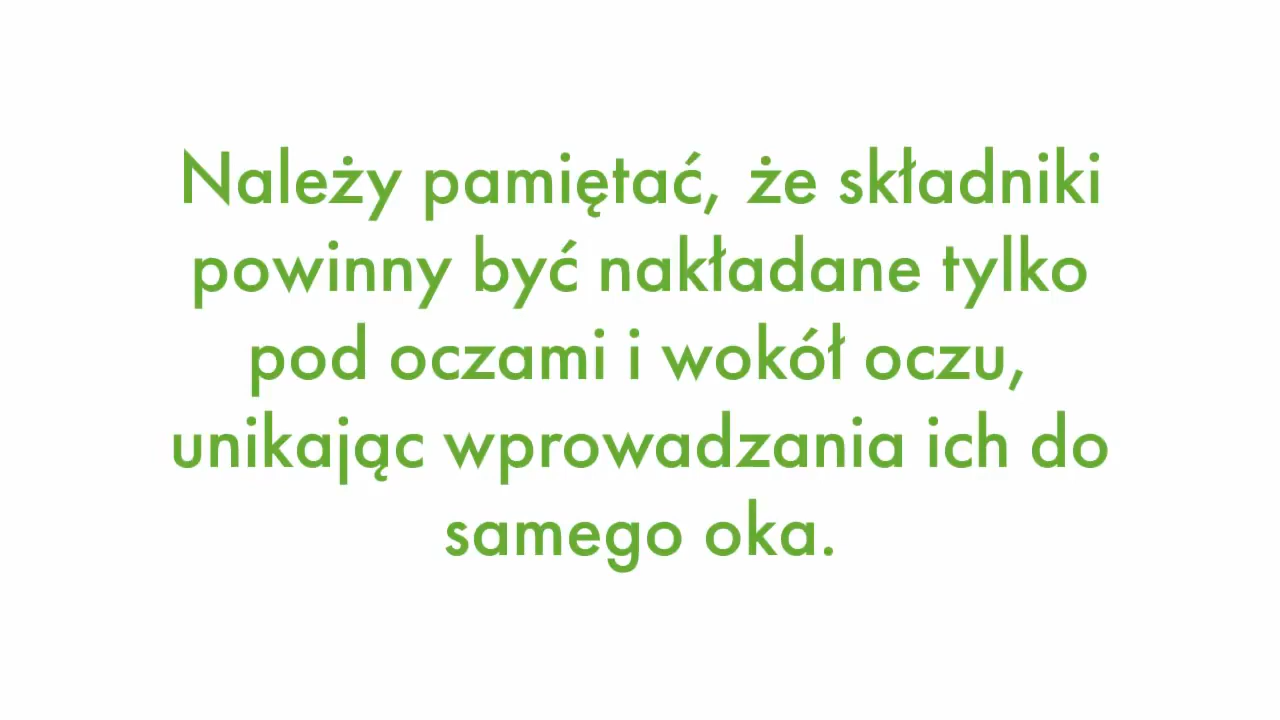 Należy pamiętać, że składniki
powinny być nakładane tylko
pod oczami i wokół oczu,
unikając wprowadzania ich do
samego oka.